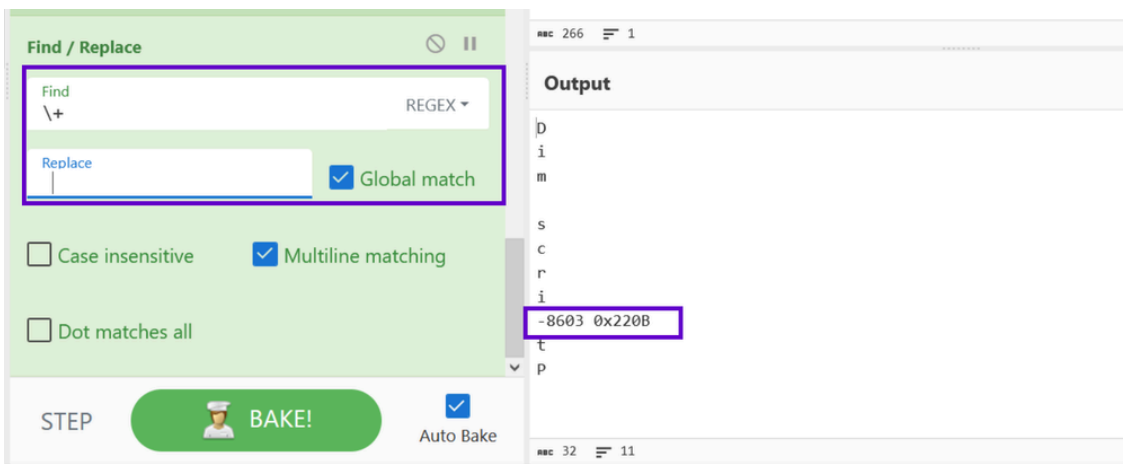 Find / Replace
Find
\+
REGEX
Replace
Global match
Case insensitive
Multiline matching
Dot matches all
STEP
BAKE!
Auto Bake
ABC 266 1
Output
D
i
m
s
c
r
i
-8603 0x220B
t
P
ABC 32 11